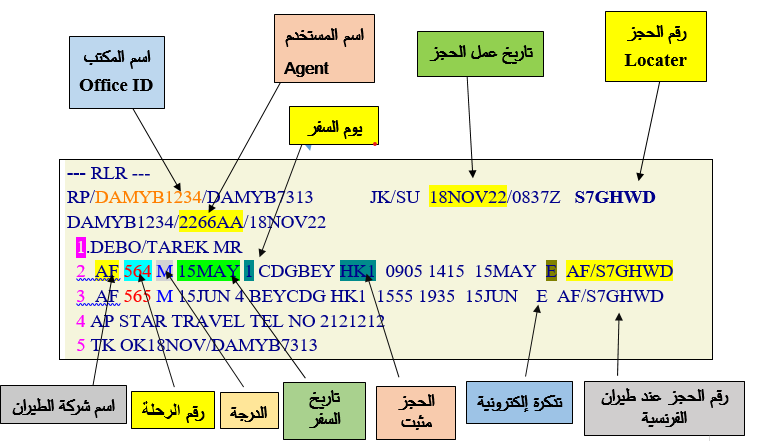 اسم المكتب
Office ID
اسم المستخدم
Agent
تاريخ عمل الحجز
رقم الحجز
Locater
يوم السفر
--- RLR ---
RP/DAMYB1234/DAMYB7313 JK/SU 18NOV22/0837Z S7GHWD
DAMYB1234/2266AA/18NOV22
1.DEBO/TAREK MR
2 AF 564 M 15MAY 1 CDGBEY HK1 0905 1415 15MAY E AF/S7GHWD
3 AF 565 M 15JUN 4 BEYCDG HK1 1555 1935 15JUN E AF/S7GHWD
4 AP STAR TRAVEL TEL NO 2121212
5 TK OK18NOV/DAMYB7313
اسم شركة الطيران
رقم الرحلة
الدرجة
تاريخ
السفر
الحجز
مثبت
تذكرة إلكترونية
رقم الحجز عند طيران
الفرنسية